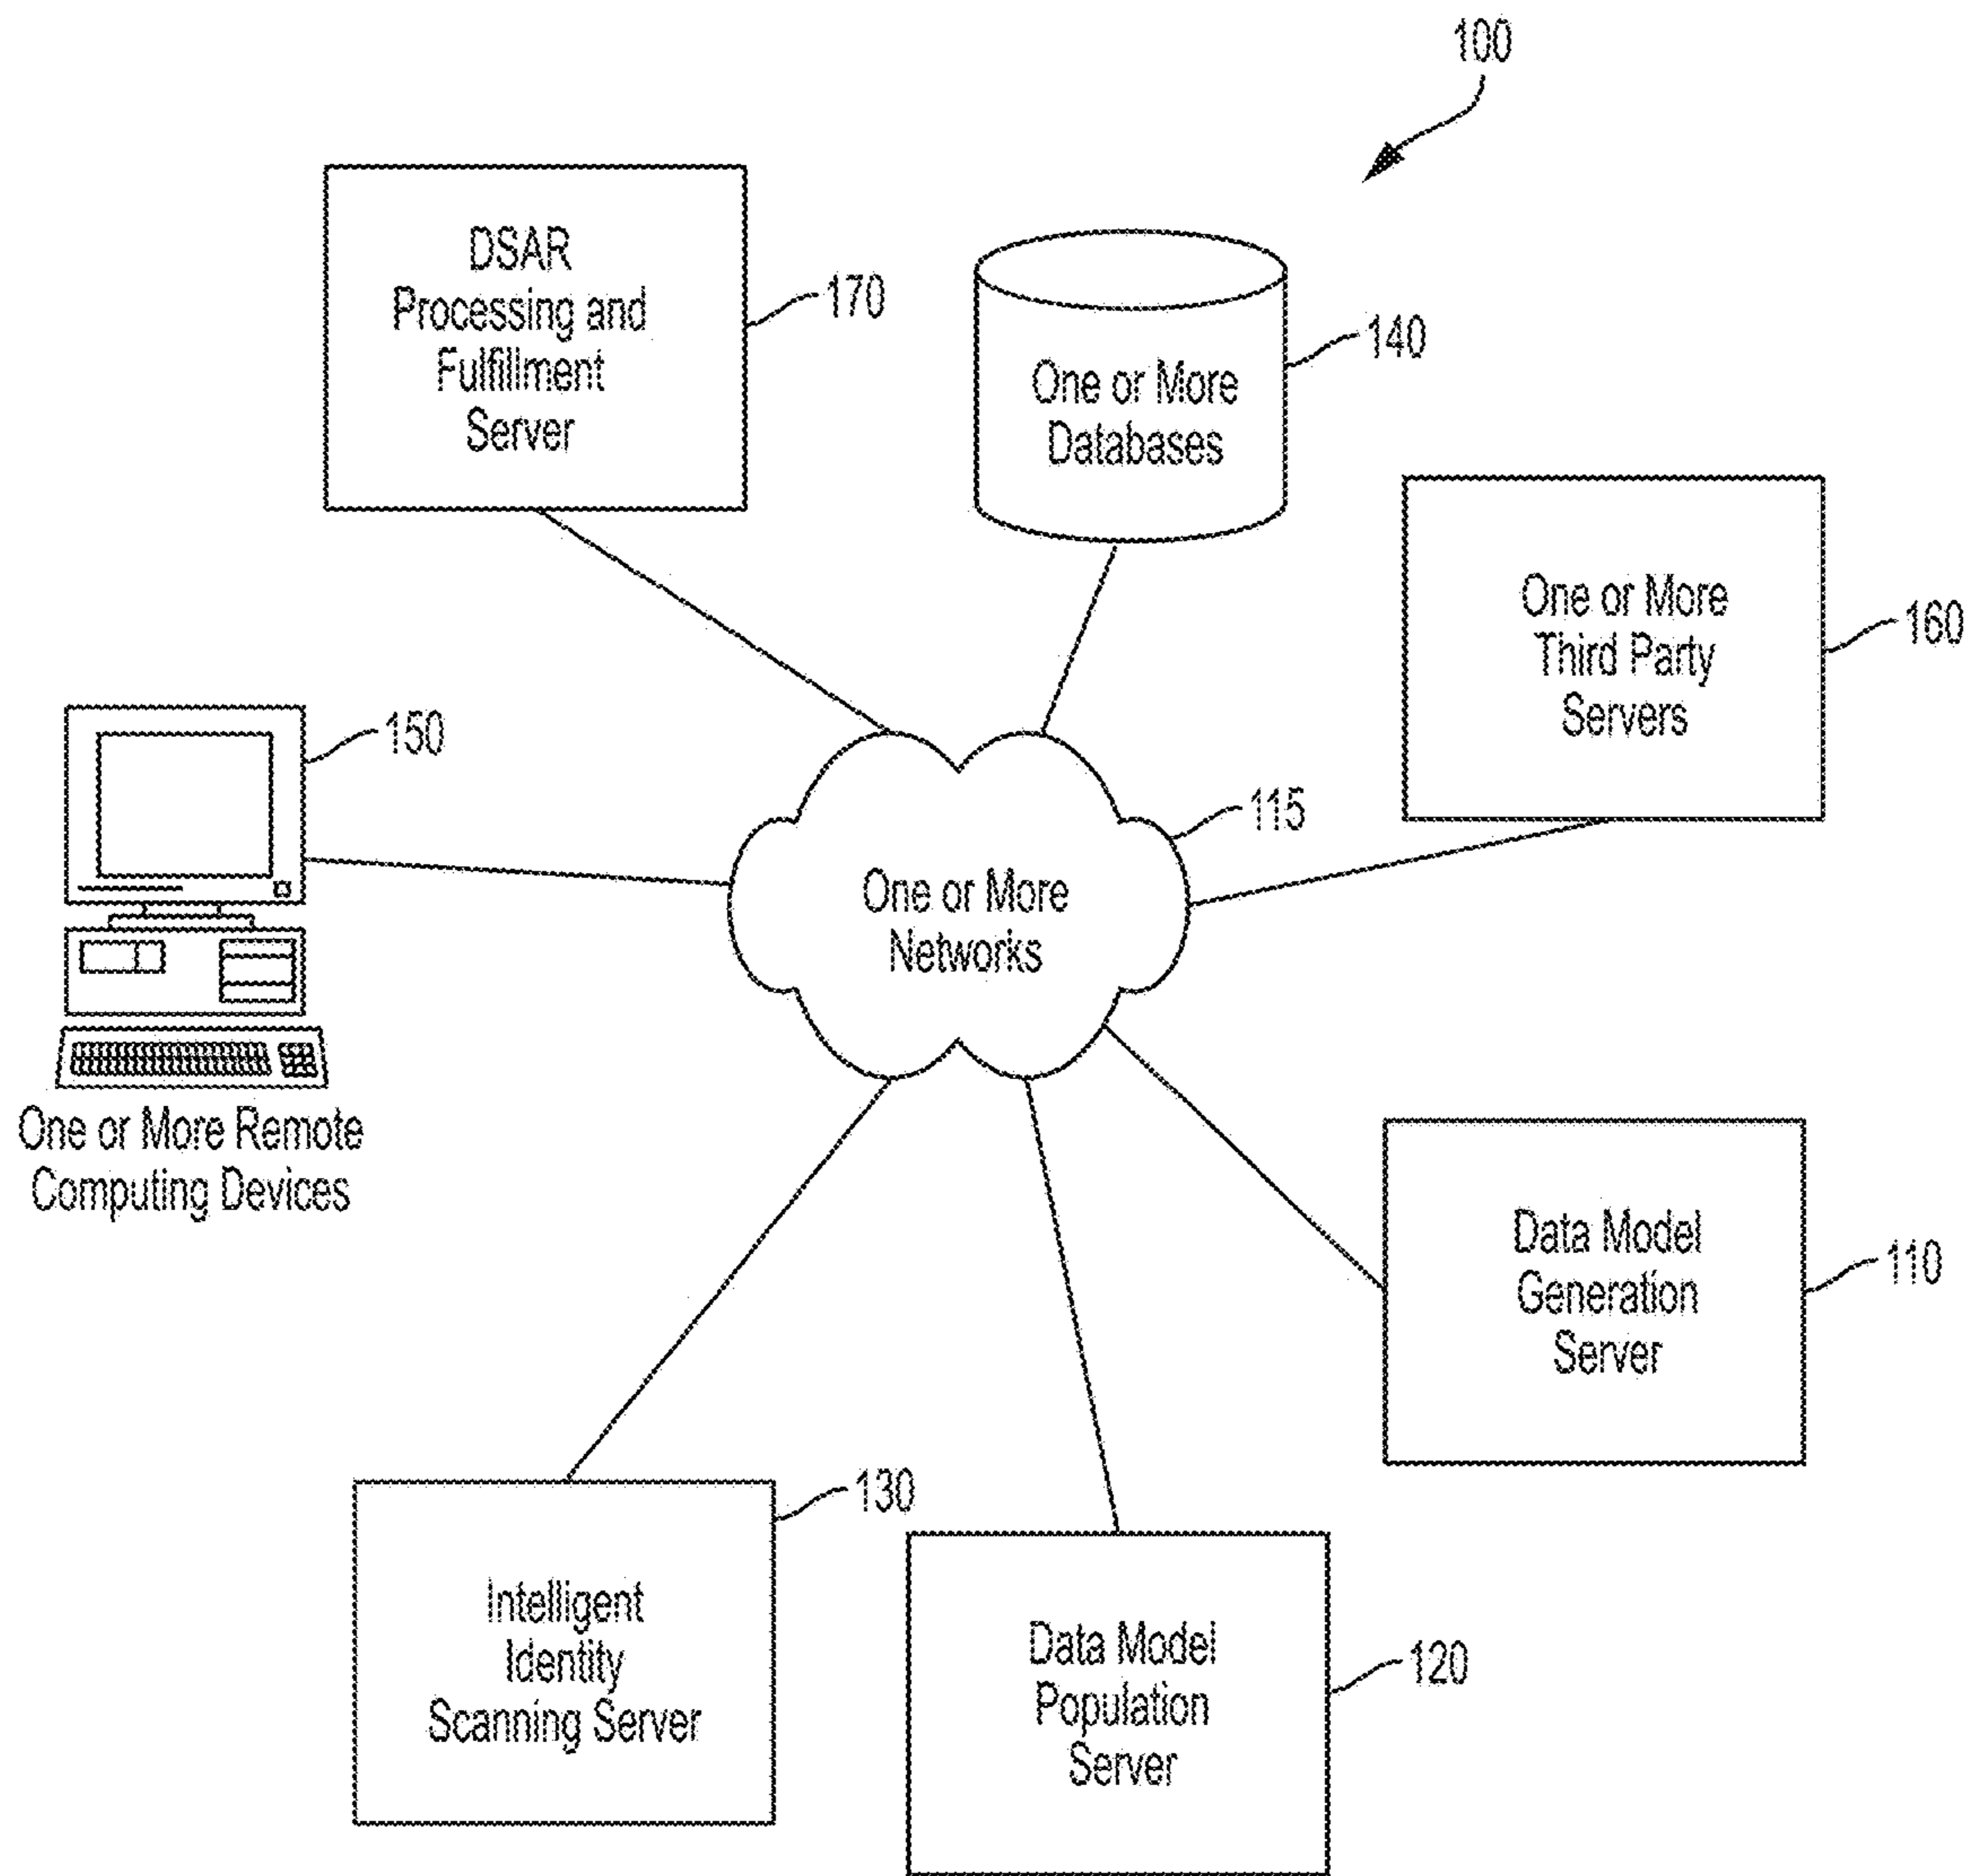 100
DSAR
Processing and
Fulfillment
Server
170
One or More
Databases
140
One or More
Third Party
Servers
160
150
One or More Remote
Computing Devices
115
One or More
Networks
Data Model
Generation
Server
110
Intelligent
Identity
Scanning Server
130
Data Model
Population
Server
120